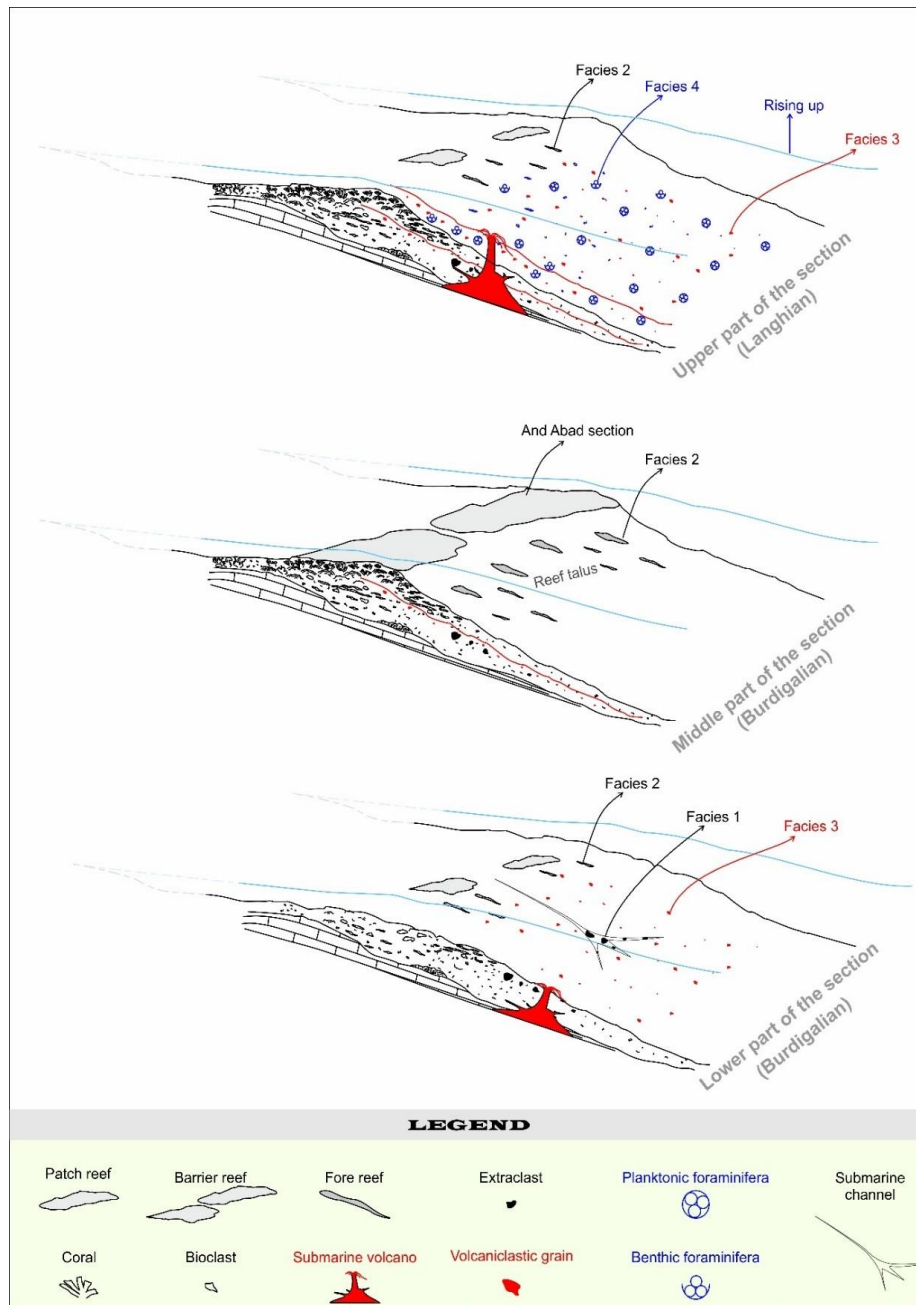 Facies 2
Facies 4
Rising up
Facies 3
Upper part of the section
(Langhian)
And Abad section
Facies 2
Reef talus
Middle part of the section
(Burdigalian)
Facies 2
Facies 1
Facies 3
Lower part of the section
(Burdigalian)
LEGEND
Patch reef
Barrier reef
Fore reef
Extraclast
Planktonic foraminifera
Submarine
channel
Coral
Bioclast
Submarine volcano
Volcaniclastic grain
Benthic foraminifera